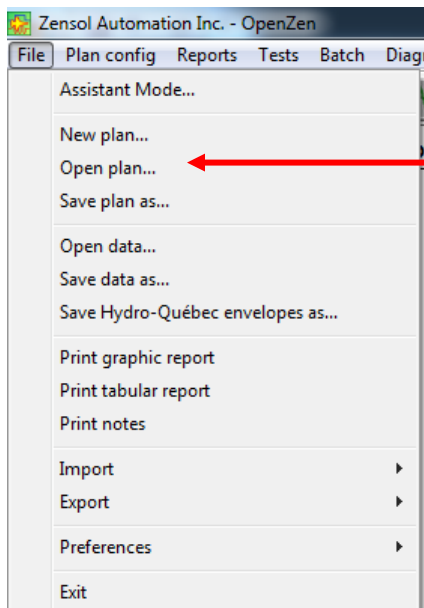 Zensol Automation Inc. - OpenZen
File Plan config Reports Tests Batch Diagr
Assistant Mode...
New plan...
Open plan...
Save plan as...
Open data...
Save data as...
Save Hydro-Québec envelopes as...
Print graphic report
Print tabular report
Print notes
Import
Export
Preferences
Exit